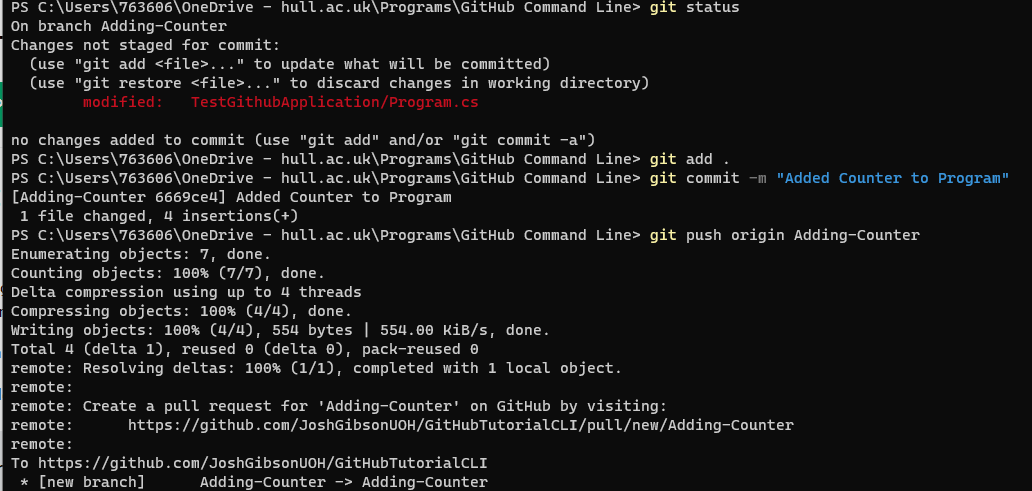 PS C:\Users\763606\OneDrive - hull.ac.uk\Programs\GitHub Command Line> git status
On branch Adding-Counter
Changes not staged for commit:
  (use "git add <file>..." to update what will be committed)
  (use "git restore <file>..." to discard changes in working directory)
        modified:   TestGithubApplication/Program.cs

no changes added to commit (use "git add" and/or "git commit -a")
PS C:\Users\763606\OneDrive - hull.ac.uk\Programs\GitHub Command Line> git add .
PS C:\Users\763606\OneDrive - hull.ac.uk\Programs\GitHub Command Line> git commit -m "Added Counter to Program"
[Adding-Counter 6669ce4] Added Counter to Program
 1 file changed, 4 insertions(+)
PS C:\Users\763606\OneDrive - hull.ac.uk\Programs\GitHub Command Line> git push origin Adding-Counter
Enumerating objects: 7, done.
Counting objects: 100% (7/7), done.
Delta compression using up to 4 threads
Compressing objects: 100% (4/4), done.
Writing objects: 100% (4/4), 554 bytes | 554.00 KiB/s, done.
Total 4 (delta 1), reused 0 (delta 0), pack-reused 0
remote: Resolving deltas: 100% (1/1), completed with 1 local object.
remote:
remote: Create a pull request for 'Adding-Counter' on GitHub by visiting:
remote:      https://github.com/JoshGibsonUOH/GitHubTutorialCLI/pull/new/Adding-Counter
remote:
To https://github.com/JoshGibsonUOH/GitHubTutorialCLI
 * [new branch]      Adding-Counter -> Adding-Counter